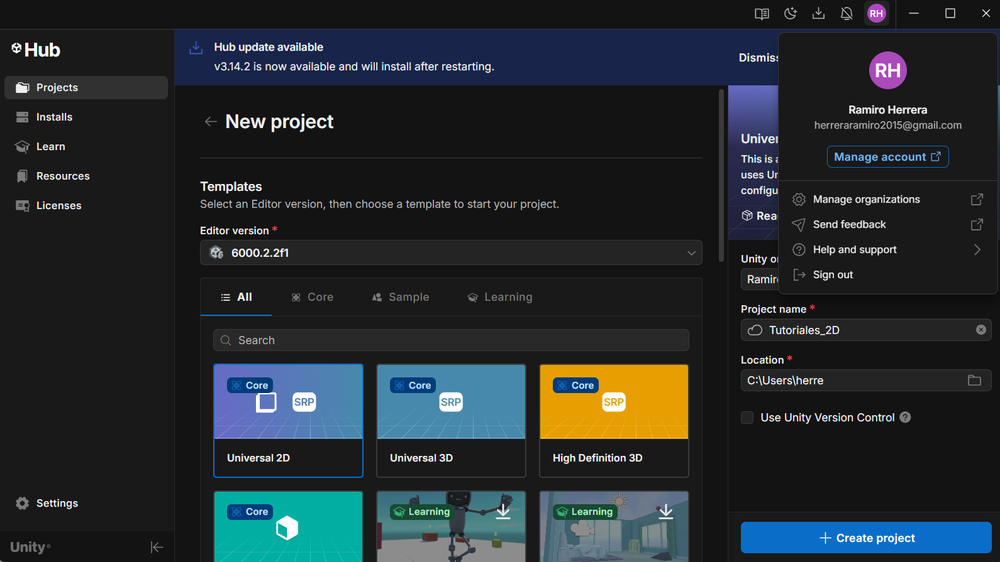 RH
Hub
Projects
Installs
Learn
Resources
Licenses
Settings
Unity
Hub update available
v3.14.2 is now available and will install after restarting.
Dismiss
New project
Templates
Select an Editor version, then choose a template to start your project.
Editor version *
6000.2.2f1
All
Core
Sample
Learning
Search
Core
SRP
Universal 2D
Core
SRP
Universal 3D
Core
SRP
High Definition 3D
Core
Learning
Learning
Univer
This is a
uses Un
configu
Rea
Unity or
Ramir
RH
Ramiro Herrera
herreraramiro2015@gmail.com
Manage account
Manage organizations
Send feedback
Help and support
Sign out
Project name *
Tutoriales_2D
Location *
C:\Users\herre
Use Unity Version Control ?
+ Create project